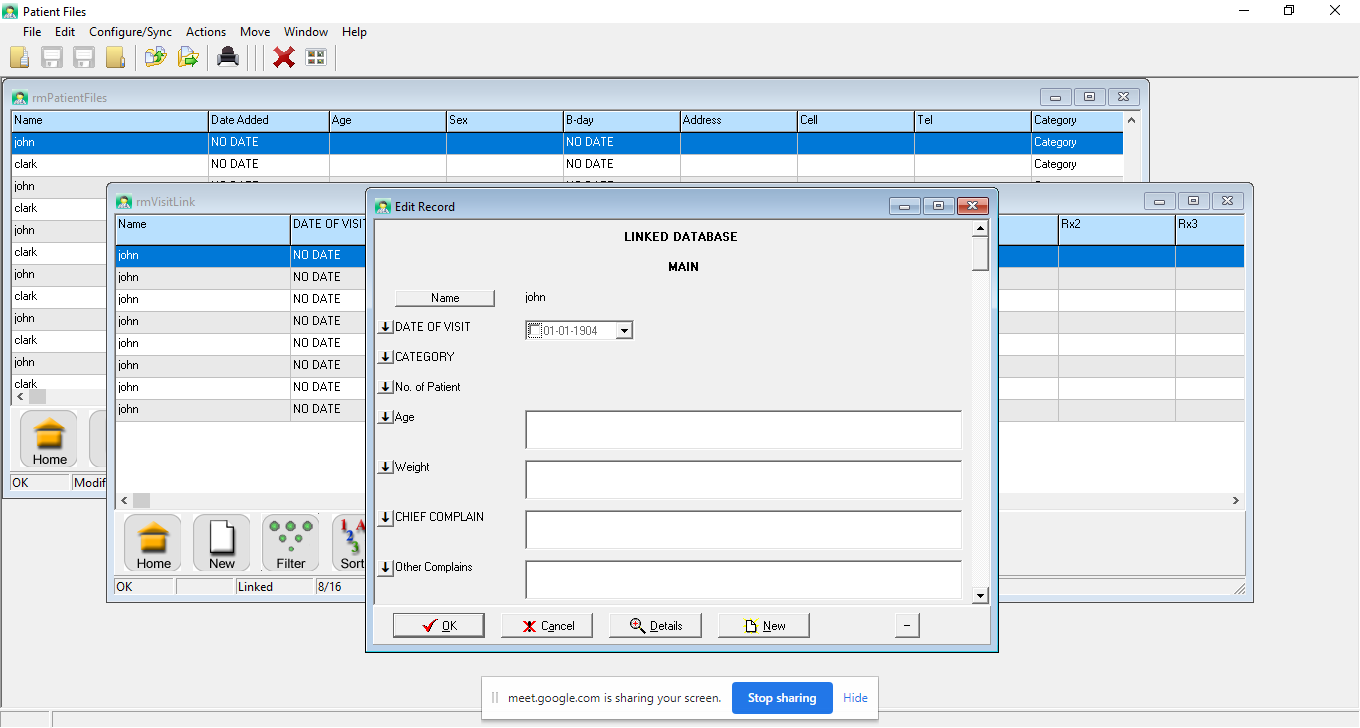 Patient Files
File Edit Configure/Sync Actions Move Window Help
rmPatientFiles
Name Date Added Age Sex B-day Address Cell Tel Category
john NO DATE NO DATE Category
clark NO DATE NO DATE Category
john
clark
john
clark
john
clark
john
clark
john
clark
Home
OK Modif
rmVisitLink
Name DATE OF VISIT Rx2 Rx3
john NO DATE
john NO DATE
john NO DATE
john NO DATE
john NO DATE
john NO DATE
john NO DATE
john NO DATE
Home New Filter Sort
OK Linked 8/16
Edit Record
LINKED DATABASE
MAIN
Name john
DATE OF VISIT 01-01-1904
CATEGORY
No. of Patient
Age
Weight
CHIEF COMPLAIN
Other Complains
OK Cancel Details New −
meet.google.com is sharing your screen. Stop sharing Hide